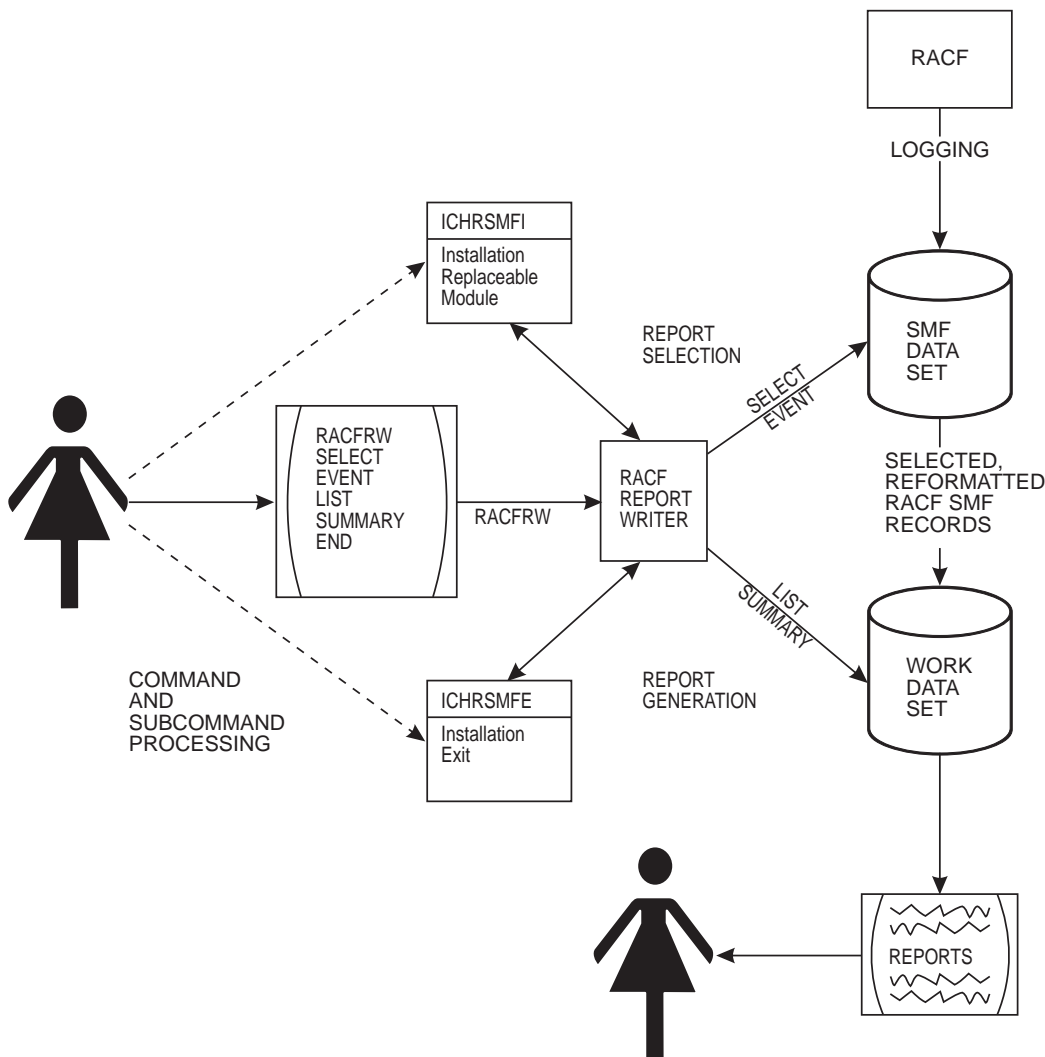 RACF
LOGGING
ICHRSMFI
Installation
Replaceable
Module
REPORT
SELECTION
SMF
DATA
SET
SELECT
EVENT
RACFRW
SELECT
EVENT
LIST
SUMMARY
END
RACFRW
RACF
REPORT
WRITER
SELECTED,
REFORMATTED
RACF SMF
RECORDS
LIST
SUMMARY
COMMAND
AND
SUBCOMMAND
PROCESSING
ICHRSMFE
Installation
Exit
REPORT
GENERATION
WORK
DATA
SET
REPORTS